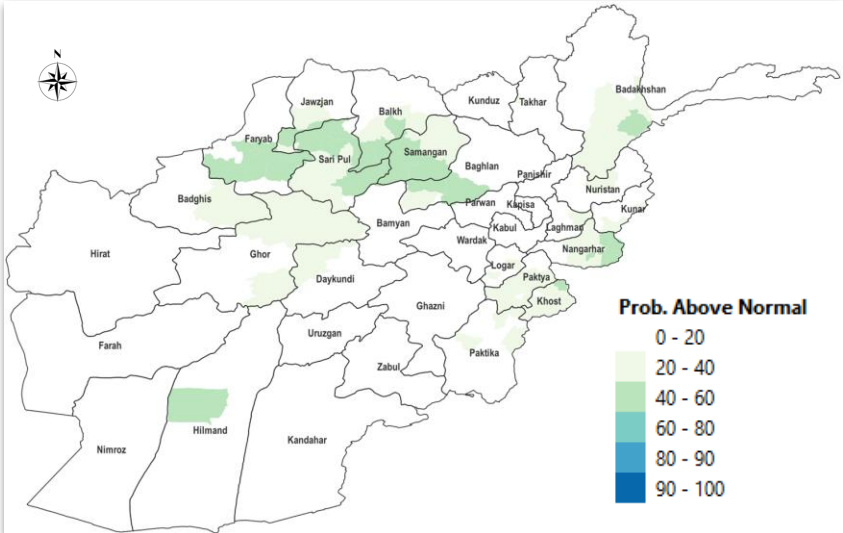 N
Badakhshan
Jawzjan
Balkh
Kunduz
Takhar
Faryab
Sari Pul
Samangan
Baghlan
Panjshir
Nuristan
Badghis
Parwan
Kapisa
Kunar
Bamyan
Kabul
Laghman
Hirat
Ghor
Wardak
Nangarhar
Logar
Daykundi
Paktya
Ghazni
Khost
Prob. Above Normal
0 - 20
Uruzgan
Farah
Paktika
20 - 40
Zabul
40 - 60
60 - 80
Hilmand
Kandahar
Nimroz
80 - 90
90 - 100